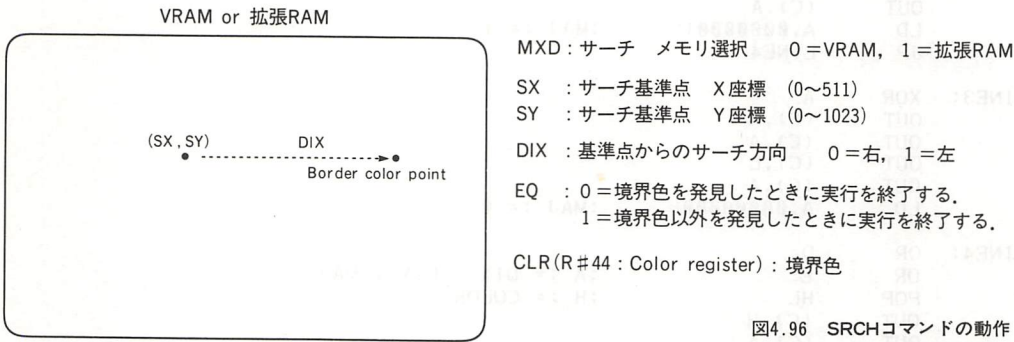 VRAM or 拡張RAM
(SX, SY)
DIX
Border color point
MXD：サーチ　メモリ選択　　0＝VRAM，1＝拡張RAM
SX　：サーチ基準点　X座標　(0～511)
SY　：サーチ基準点　Y座標　(0～1023)
DIX　：基準点からのサーチ方向　　0＝右，1＝左
EQ　：0＝境界色を発見したときに実行を終了する．
1＝境界色以外を発見したときに実行を終了する．
CLR(R♯44：Color register)：境界色
図4.96　SRCHコマンドの動作